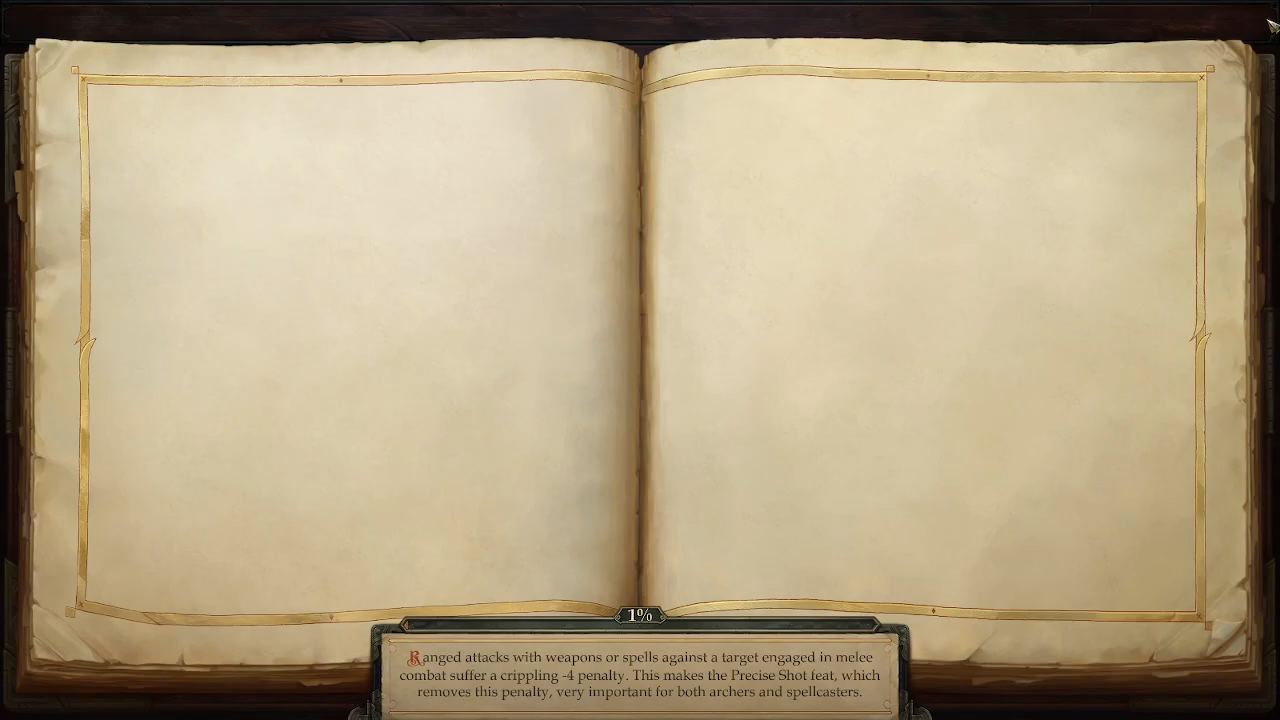 1%
Ranged attacks with weapons or spells against a target engaged in melee
combat suffer a crippling -4 penalty. This makes the Precise Shot feat, which
removes this penalty, very important for both archers and spellcasters.